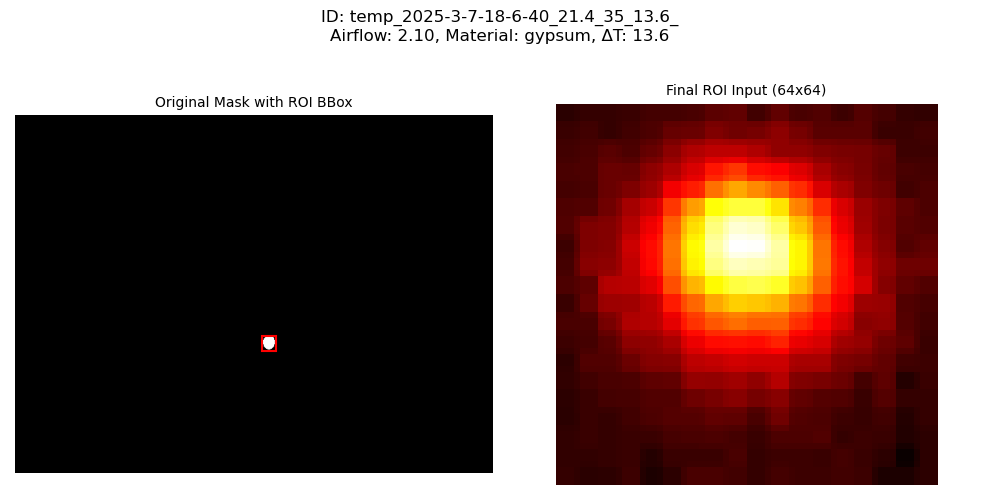 ID: temp_2025-3-7-18-6-40_21.4_35_13.6_
Airflow: 2.10, Material: gypsum, ΔT: 13.6
Original Mask with ROI BBox
Final ROI Input (64x64)